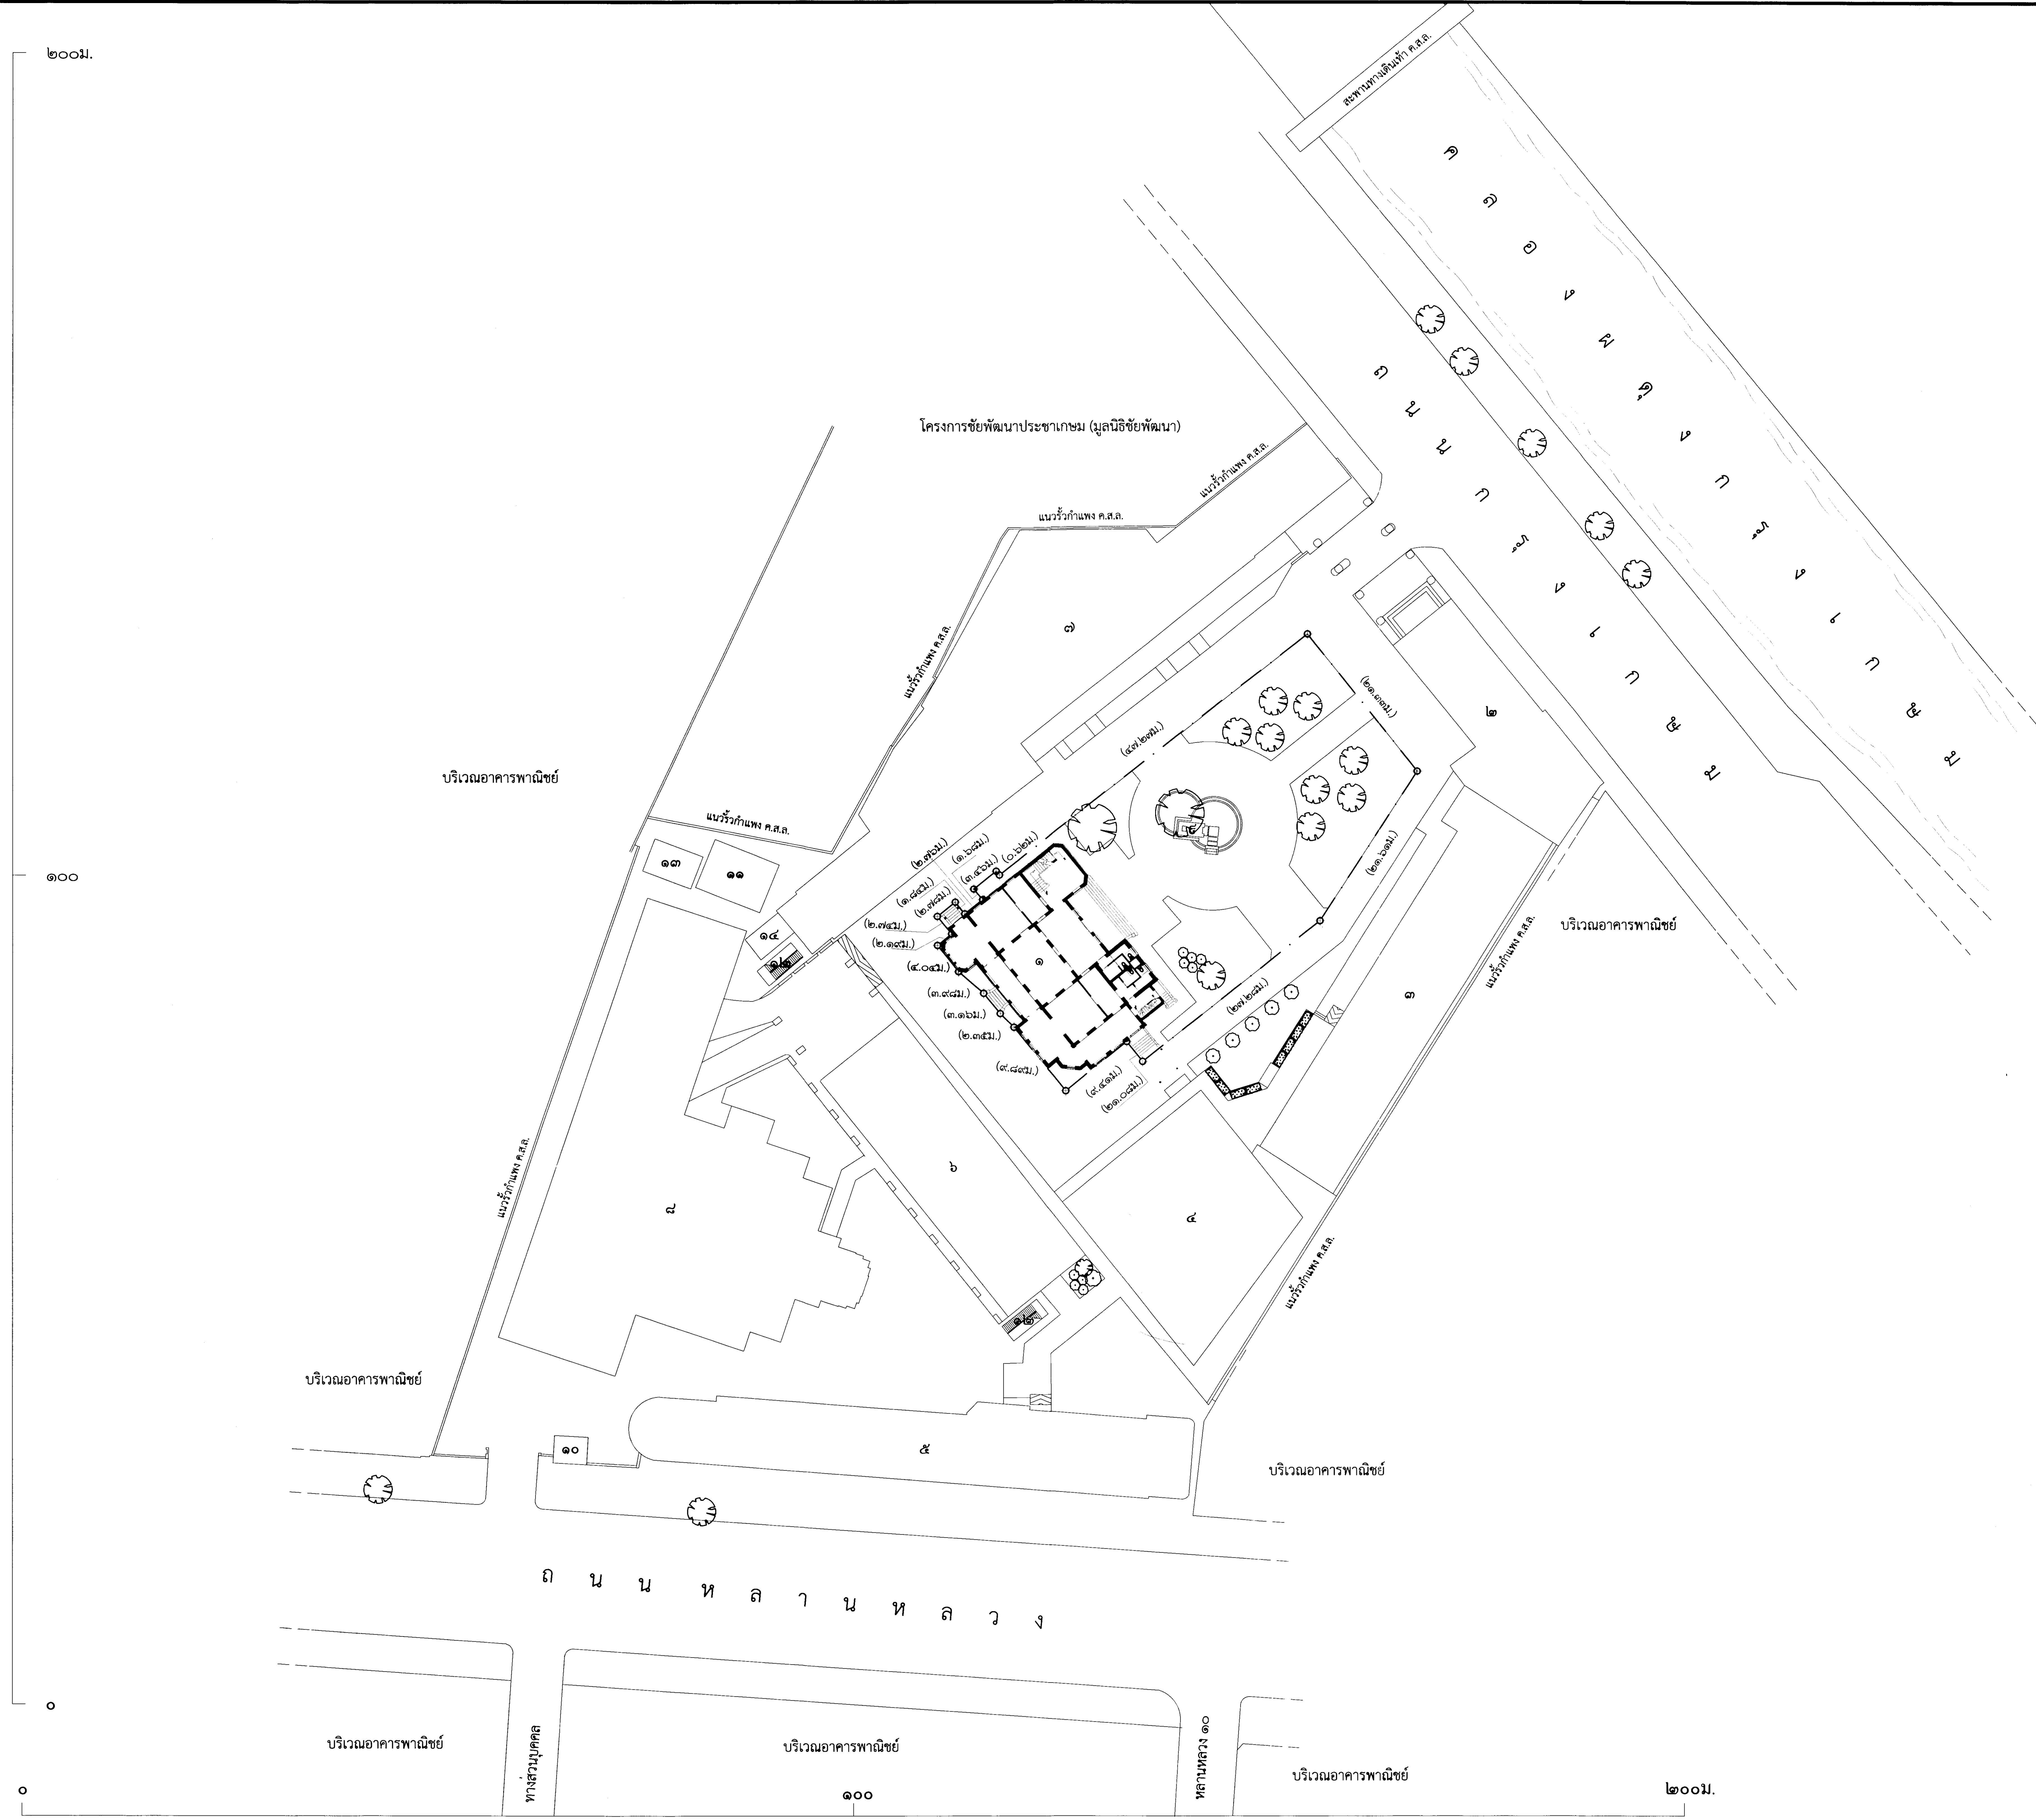 ๒๐๐ม.
สะพานทางเดินเท้า ค.ส.ล.
คลองผดุงกรุงเกษม
ถนนกรุงเกษม
โครงการชัยพัฒนาประชาเกษม (มูลนิธิชัยพัฒนา)
แนวรั้วกำแพง ค.ส.ล.
แนวรั้วกำแพง ค.ส.ล.
๗
แนวรั้วกำแพง ค.ส.ล.
(๒๑.๓๓ม.)
๒
(๔๗.๒๗ม.)
บริเวณอาคารพาณิชย์
แนวรั้วกำแพง ค.ส.ล.
(๒.๗๖ม.)
(๑.๖๘ม.)
(๓.๔๖ม.)
(๐.๖๒ม.)
(๒๑.๖๑ม.)
๑๓
๑๑
๑๐๐
(๑.๘๔ม.)
(๒.๗๘ม.)
(๒.๗๔ม.)
(๒.๑๙ม.)
บริเวณอาคารพาณิชย์
๑๔
๑๒
(๔.๐๔ม.)
๑
แนวรั้วกำแพง ค.ส.ล.
(๓.๙๘ม.)
(๒๗.๒๘ม.)
๓
(๓.๑๖ม.)
(๒.๓๕ม.)
(๙.๘๙ม.)
(๙.๔๑ม.)
(๒๑.๐๘ม.)
แนวรั้วกำแพง ค.ส.ล.
๖
๘
๔
แนวรั้วกำแพง ค.ส.ล.
๑๒
บริเวณอาคารพาณิชย์
๑๐
๕
บริเวณอาคารพาณิชย์
ถนนหลานหลวง
๐
บริเวณอาคารพาณิชย์
ทางส่วนบุคคล
บริเวณอาคารพาณิชย์
หลานหลวง ๑๐
บริเวณอาคารพาณิชย์
๐
๑๐๐
๒๐๐ม.